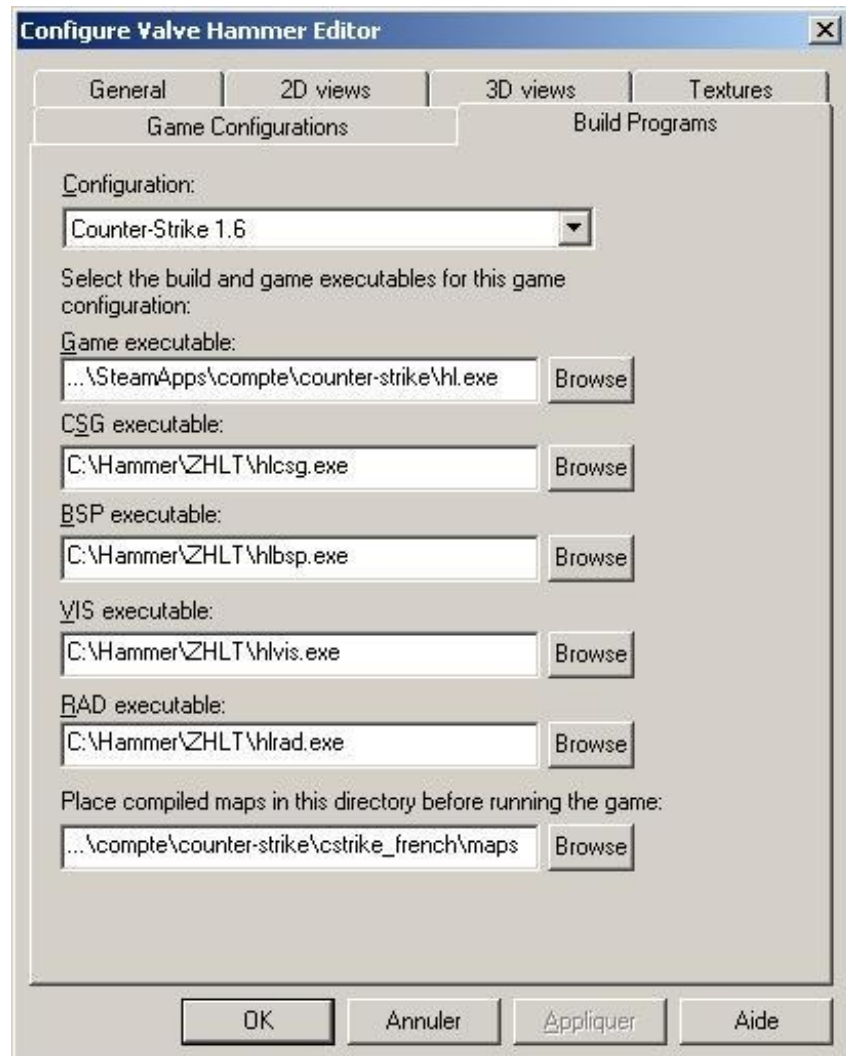 Configure Valve Hammer Editor
General 2D views 3D views Textures
Game Configurations Build Programs
Configuration:
Counter-Strike 1.6
Select the build and game executables for this game
configuration:
Game executable:
...\SteamApps\compte\counter-strike\hl.exe Browse
CSG executable:
C:\Hammer\ZHLT\hlcsg.exe Browse
BSP executable:
C:\Hammer\ZHLT\hlbsp.exe Browse
VIS executable:
C:\Hammer\ZHLT\hlvis.exe Browse
RAD executable:
C:\Hammer\ZHLT\hlrad.exe Browse
Place compiled maps in this directory before running the game:
...\compte\counter-strike\cstrike_french\maps Browse
OK Annuler Appliquer Aide